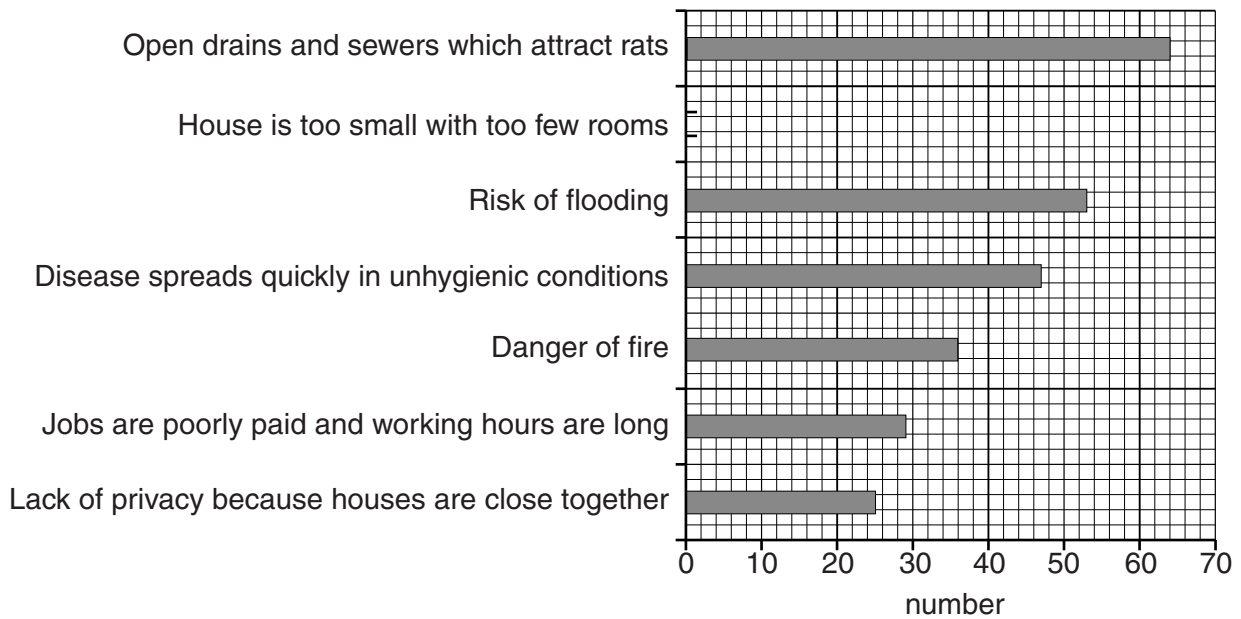 Open drains and sewers which attract rats
House is too small with too few rooms
Risk of flooding
Disease spreads quickly in unhygienic conditions
Danger of fire
Jobs are poorly paid and working hours are long
Lack of privacy because houses are close together
0 10 20 30 40 50 60 70
number